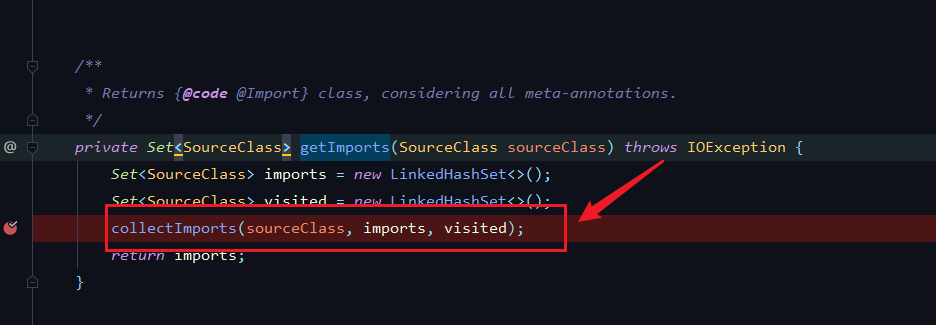 /**
* Returns {@code @Import} class, considering all meta-annotations.
*/
@ private Set<SourceClass> getImports(SourceClass sourceClass) throws IOException {
Set<SourceClass> imports = new LinkedHashSet<>();
Set<SourceClass> visited = new LinkedHashSet<>();
collectImports(sourceClass, imports, visited);
return imports;
}